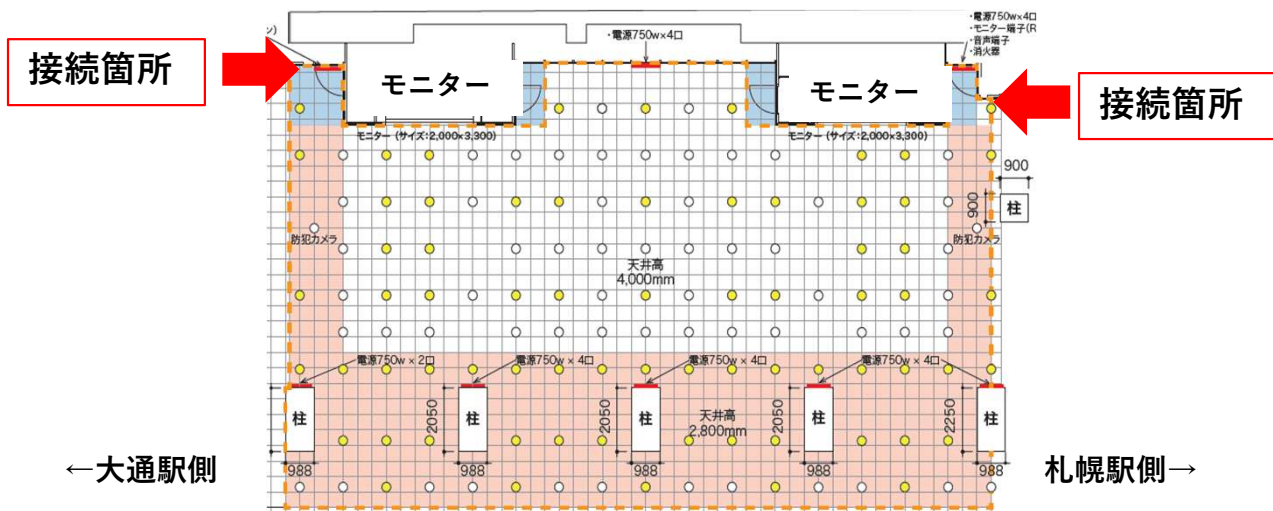 ・電源750w×4口
・モニター端子(R
・音声端子
・消火器
ン)
・電源750w×4口
接続箇所
モニター
モニター
接続箇所
モニター (サイズ:2,000×3,300)
モニター (サイズ:2,000×3,300)
900
900
柱
防犯カメラ
防犯カメラ
天井高
4,000mm
電源750w × 2口
電源750w × 4口
電源750w × 4口
電源750w × 4口
柱
2050
柱
2050
柱
天井高
2,800mm
2050
柱
2250
柱
←大通駅側
988
988
988
988
988
札幌駅側→